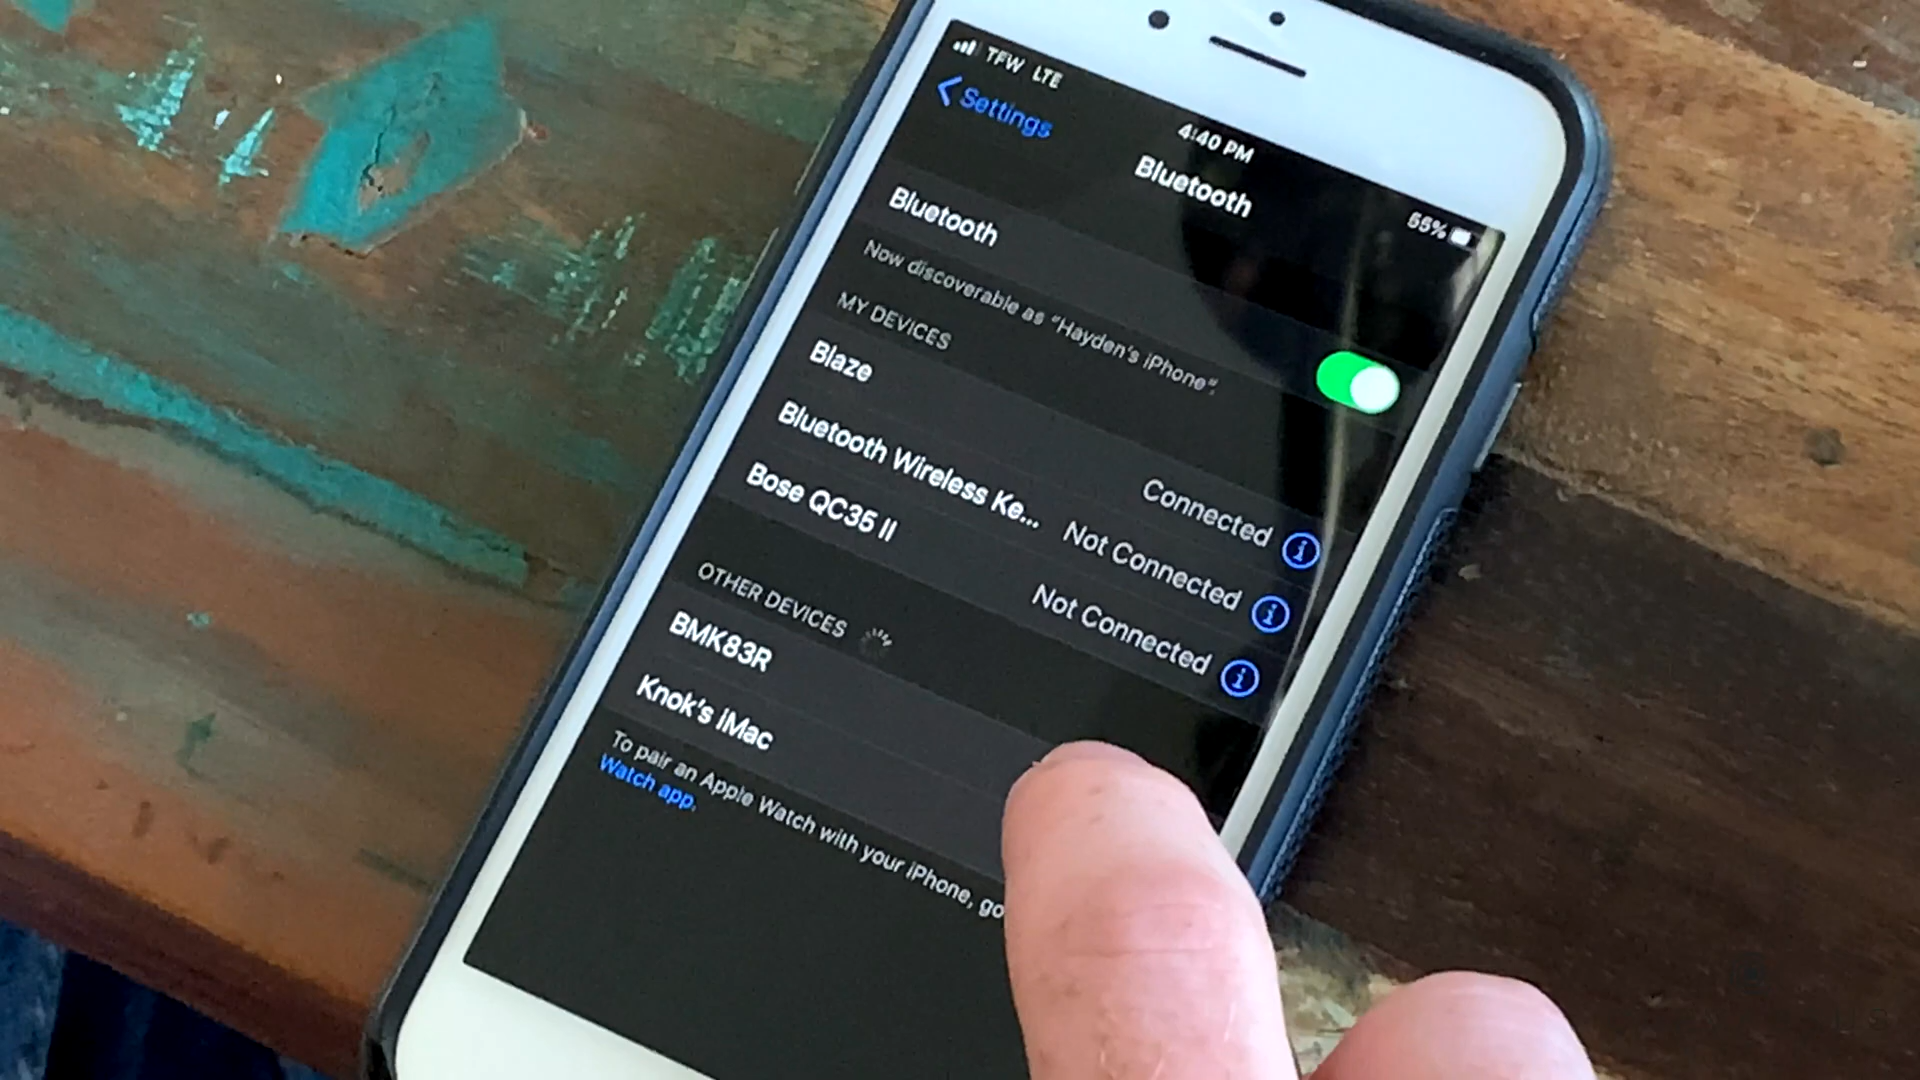 TFW LTE
4:40 PM
55%
Settings
Bluetooth
Bluetooth
Now discoverable as “Hayden’s iPhone”.
MY DEVICES
Blaze Connected
Bluetooth Wireless Ke... Not Connected
Bose QC35 II Not Connected
OTHER DEVICES
BMK83R
Knok’s iMac
To pair an Apple Watch with your iPhone, go
Watch app.